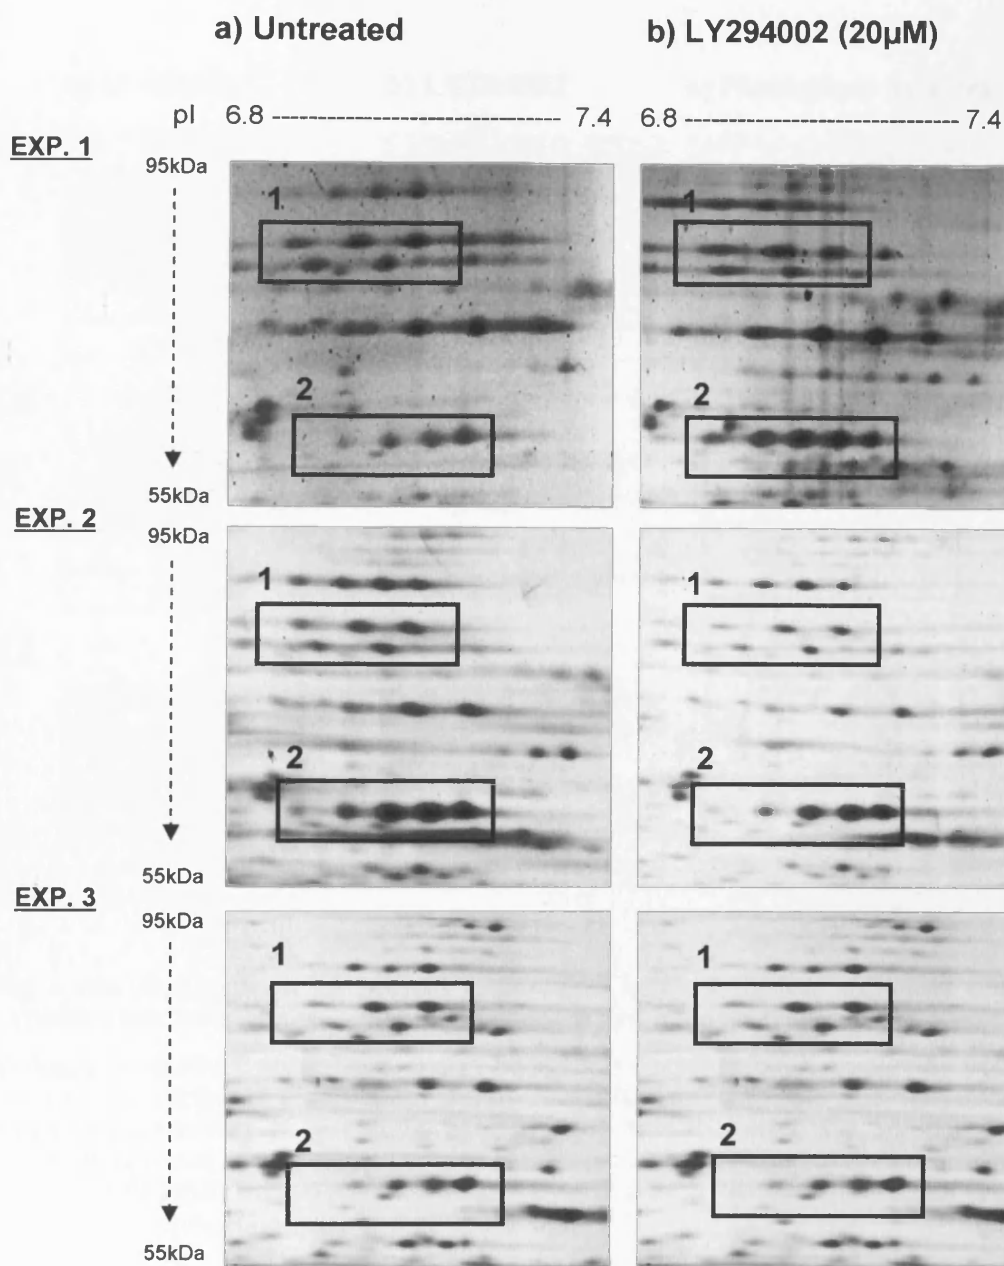 a) Untreated
b) LY294002 (20µM)
pI 6.8 ---------------------------- 7.4
6.8 --------------------------- 7.4
EXP. 1
95kDa
1
1
2
2
55kDa
EXP. 2
95kDa
1
1
2
2
55kDa
EXP. 3
95kDa
1
1
2
2
55kDa